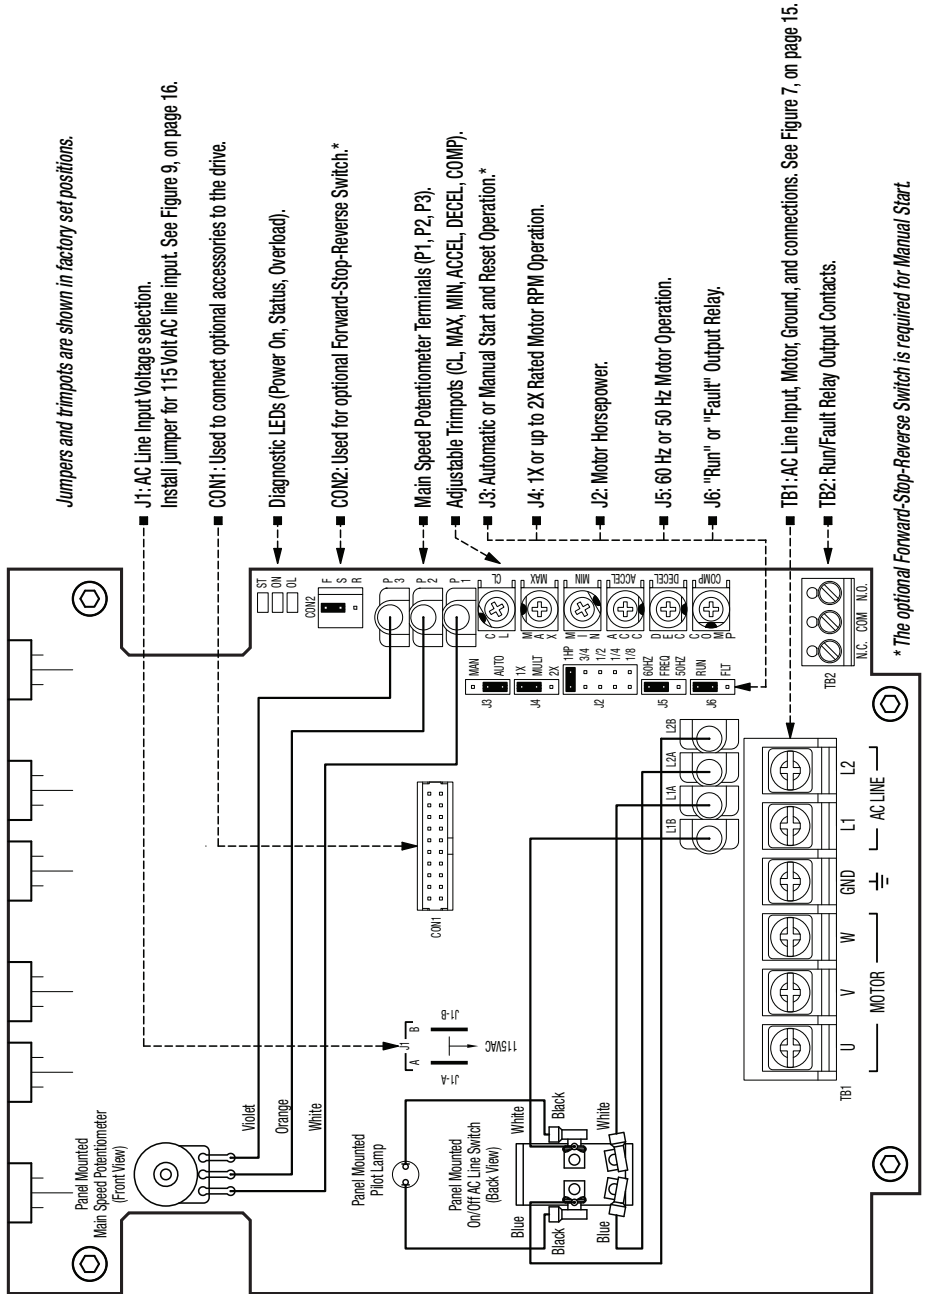 Jumpers and trimpots are shown in factory set positions.
J1: AC Line Input Voltage selection.
Install jumper for 115 Volt AC line input. See Figure 9, on page 16.
CON1: Used to connect optional accessories to the drive.
Diagnostic LEDs (Power On, Status, Overload).
CON2: Used for optional Forward-Stop-Reverse Switch.*
Main Speed Potentiometer Terminals (P1, P2, P3).
Adjustable Trimpots (CL, MAX, MIN, ACCEL, DECEL, COMP).
J3: Automatic or Manual Start and Reset Operation.*
J4: 1X or up to 2X Rated Motor RPM Operation.
J2: Motor Horsepower.
J5: 60 Hz or 50 Hz Motor Operation.
J6: "Run" or "Fault" Output Relay.
TB1: AC Line Input, Motor, Ground, and connections. See Figure 7, on page 15.
TB2: Run/Fault Relay Output Contacts.
* The optional Forward-Stop-Reverse Switch is required for Manual Start.
ST
ON
OL
CON2
F
S
R
P3
P2
P1
CL
CL
MAX
MAX
MIN
MIN
ACCEL
ACC
DECEL
DEC
COMP
COMP
J3
MAN
AUTO
J4
1X
MULT
2X
J2
1HP
3/4
1/2
1/4
1/8
J5
60HZ
FREQ
50HZ
J6
RUN
FLT
TB2
N.C.
COM
N.O.
L2B
L2A
L1A
L1B
CON1
J1
A
B
J1-A
J1-B
115VAC
Panel Mounted
Main Speed Potentiometer
(Front View)
Violet
Orange
White
Panel Mounted
Pilot Lamp
Panel Mounted
On/Off AC Line Switch
(Back View)
Black
White
White
Blue
Black
Blue
TB1
U
V
W
GND
L1
L2
MOTOR
AC LINE